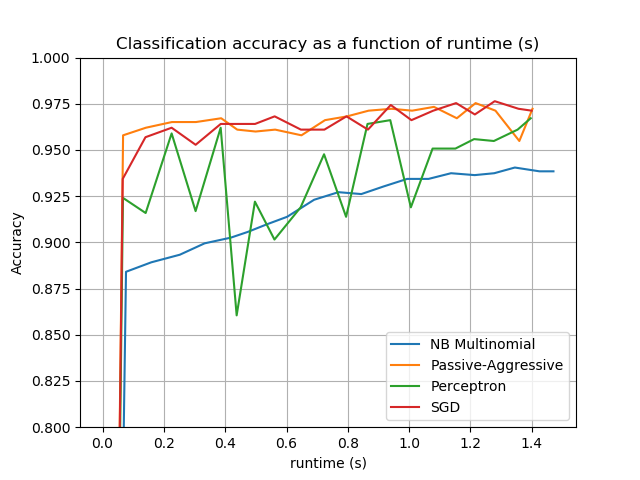 Classification accuracy as a function of runtime (s)
1.000
0.975
0.950
0.925
0.900
0.875
0.850
0.825
0.800
Accuracy
NB Multinomial
Passive-Aggressive
Perceptron
SGD
0.0 0.2 0.4 0.6 0.8 1.0 1.2 1.4
runtime (s)